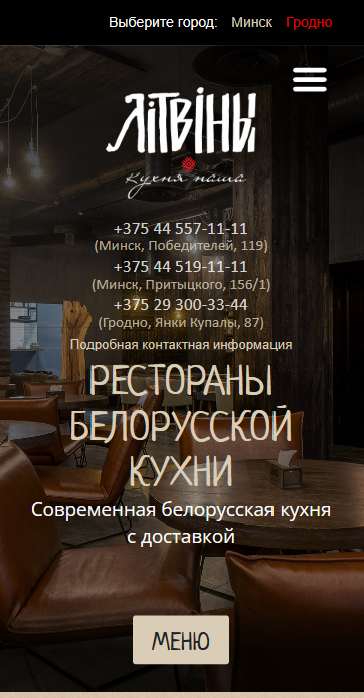 Выберите город: Минск Гродно
ЛІТВІНЫ
Кухня наша
+375 44 557-11-11
(Минск, Победителей, 119)
+375 44 519-11-11
(Минск, Притыцкого, 156/1)
+375 29 300-33-44
(Гродно, Янки Купалы, 87)
Подробная контактная информация
РЕСТОРАНЫ
БЕЛОРУССКОЙ
КУХНИ
Современная белорусская кухня
с доставкой
МЕНЮ